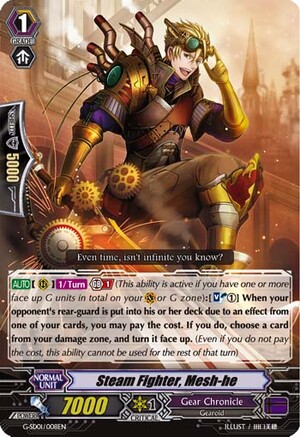 1
GRADE
5000
Even time, isn't infinite you know?
AUTO 1/Turn GB 1 (This ability is active if you have one or more
face up G units in total on your or G zone):[1] When your
opponent's rear-guard is put into his or her deck due to an effect from
one of your cards, you may pay the cost. If you do, choose a card
from your damage zone, and turn it face up. (Even if you do not pay
the cost, this ability cannot be used for the rest of that turn)
NORMAL
UNIT
Steam Fighter, Mesh-he
POWER
7000
1
CRITICAL
Gear Chronicle
Gearoid
G-SD01/008EN